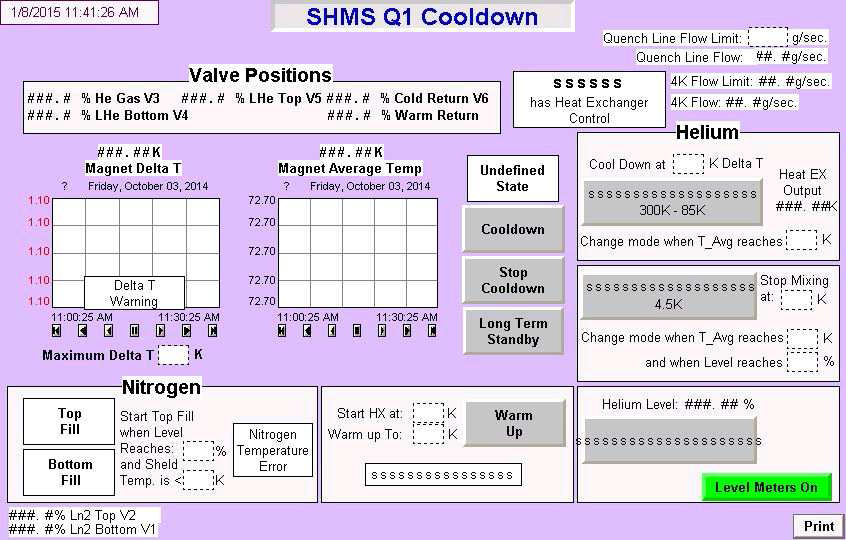 1/8/2015 11:41:26 AM
SHMS Q1 Cooldown
Quench Line Flow Limit: g/sec.
Quench Line Flow: ##. #g/sec.
Valve Positions
###. # % He Gas V3 ###. # % LHe Top V5 ###. # % Cold Return V6
###. # % LHe Bottom V4 ###. # % Warm Return
S S S S S S
has Heat Exchanger
Control
4K Flow Limit: ##. #g/sec.
4K Flow: ##. #g/sec.
###. ##K
Magnet Delta T
? Friday, October 03, 2014
1.10
1.10
1.10
1.10
1.10
Delta T
Warning
11:00:25 AM 11:30:25 AM
Maximum Delta T K
###. ##K
Magnet Average Temp
? Friday, October 03, 2014
72.70
72.70
72.70
72.70
72.70
11:00:25 AM 11:30:25 AM
Undefined
State
Cooldown
Stop
Cooldown
Long Term
Standby
Helium
Cool Down at K Delta T
S S S S S S S S S S S S S S S S S S
300K - 85K
Heat EX
Output
###. ##K
Change mode when T_Avg reaches K
S S S S S S S S S S S S S S S S S S
4.5K
Stop Mixing
at: K
Change mode when T_Avg reaches K
and when Level reaches %
Nitrogen
Top
Fill
Bottom
Fill
Start Top Fill
when Level
Reaches: %
and Sheld
Temp. is < K
Nitrogen
Temperature
Error
Start HX at: K
Warm up To: K
Warm
Up
S S S S S S S S S S S S S S S S
Helium Level: ###. ## %
S S S S S S S S S S S S S S S S S S S S
Level Meters On
###. #% Ln2 Top V2
###. #% Ln2 Bottom V1
Print